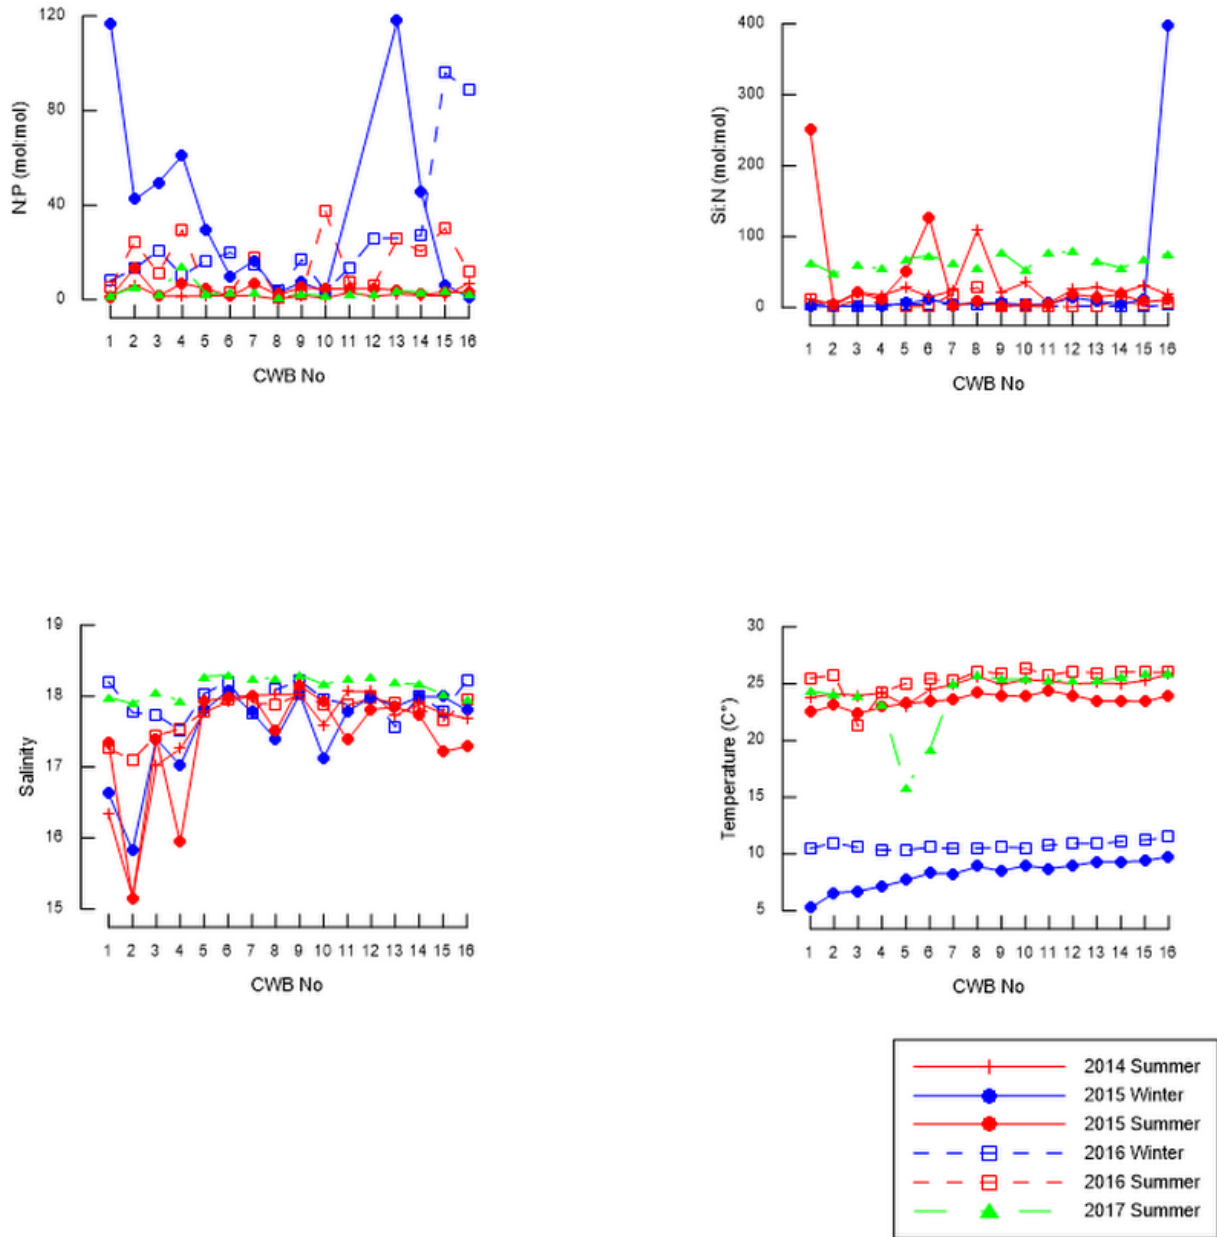 120
80
40
0
N:P (mol:mol)
1 2 3 4 5 6 7 8 9 10 11 12 13 14 15 16
CWB No
400
300
200
100
0
Si:N (mol:mol)
1 2 3 4 5 6 7 8 9 10 11 12 13 14 15 16
CWB No
19
18
17
16
15
Salinity
1 2 3 4 5 6 7 8 9 10 11 12 13 14 15 16
CWB No
30
25
20
15
10
5
Temperature (C°)
1 2 3 4 5 6 7 8 9 10 11 12 13 14 15 16
CWB No
2014 Summer
2015 Winter
2015 Summer
2016 Winter
2016 Summer
2017 Summer